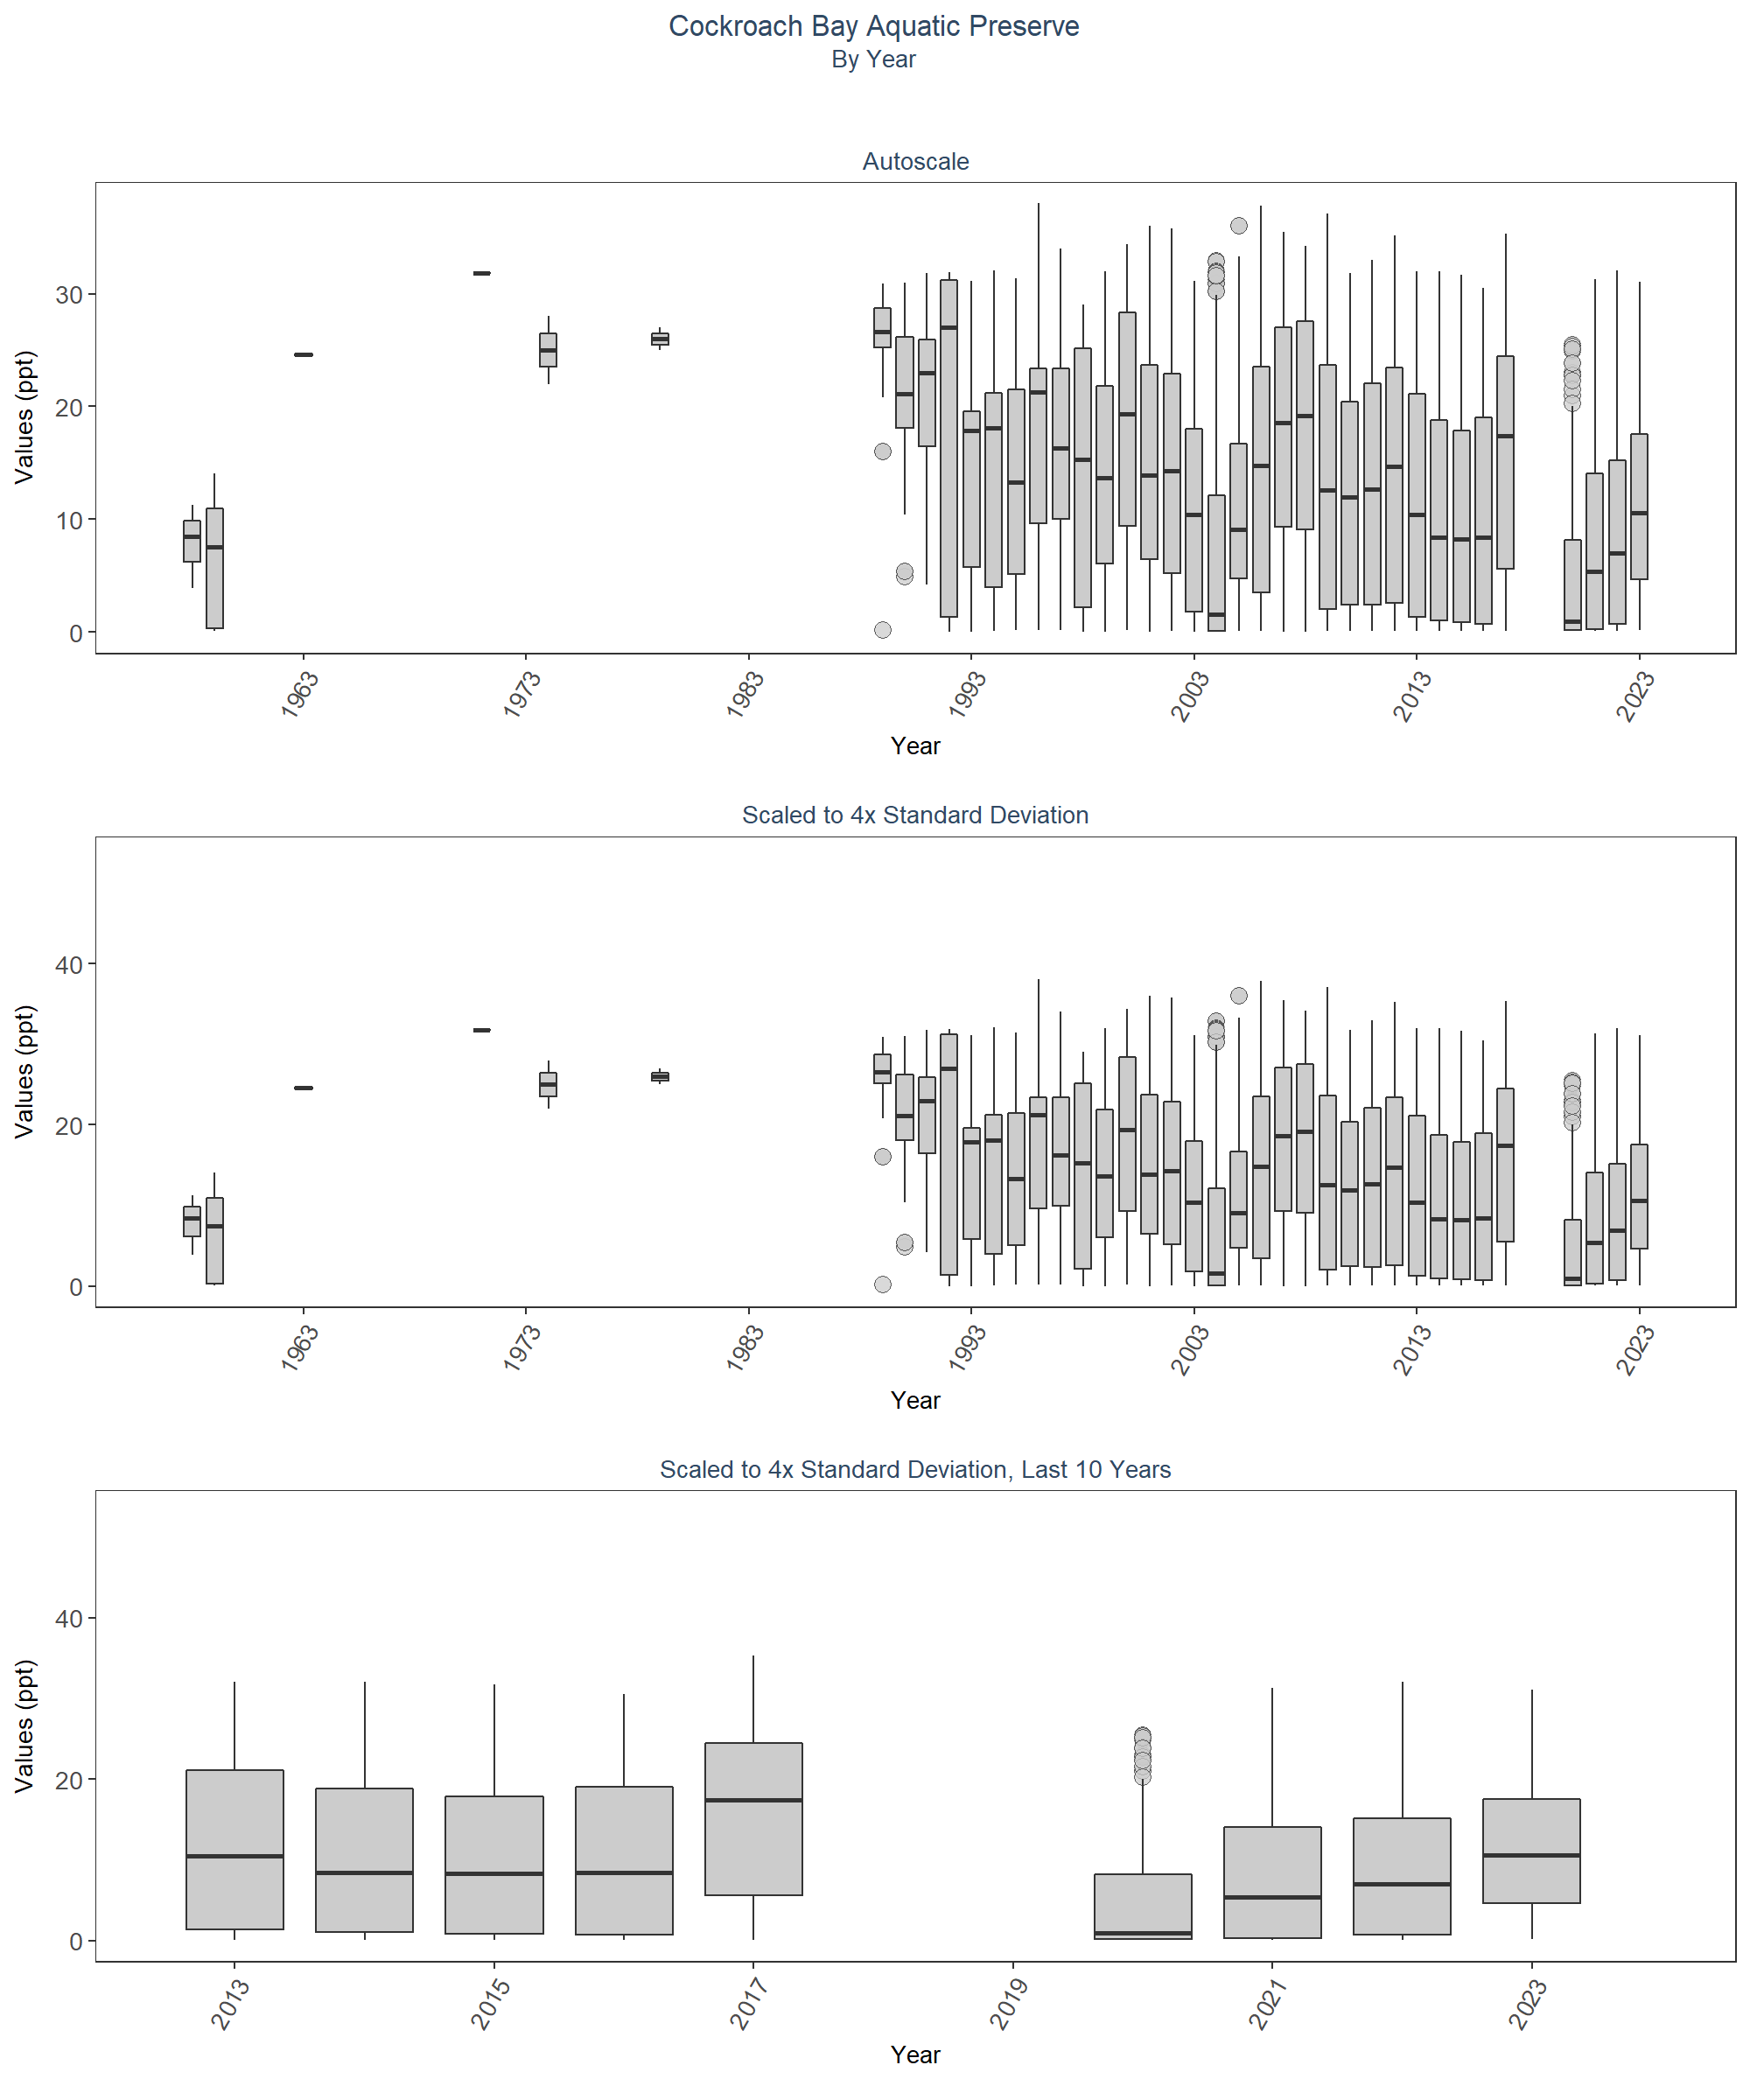 Cockroach Bay Aquatic Preserve
By Year
Autoscale
Values (ppt)
30
20
10
0
1963 1973 1983 1993 2003 2013 2023
Year
Scaled to 4x Standard Deviation
Values (ppt)
40
20
0
1963 1973 1983 1993 2003 2013 2023
Year
Scaled to 4x Standard Deviation, Last 10 Years
Values (ppt)
40
20
0
2013 2015 2017 2019 2021 2023
Year